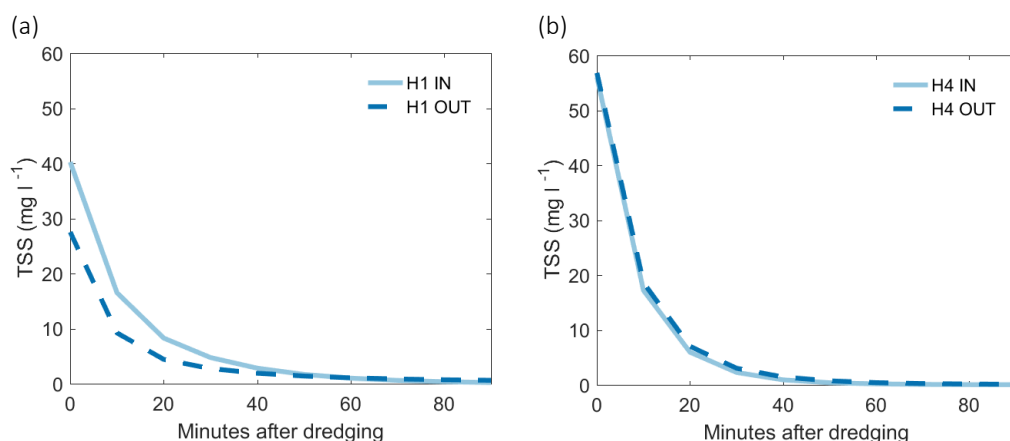 (a)
60
50
40
30
20
10
0
TSS (mg l⁻¹)
H1 IN
H1 OUT
0 20 40 60 80
Minutes after dredging
(b)
60
50
40
30
20
10
0
TSS (mg l⁻¹)
H4 IN
H4 OUT
0 20 40 60 80
Minutes after dredging